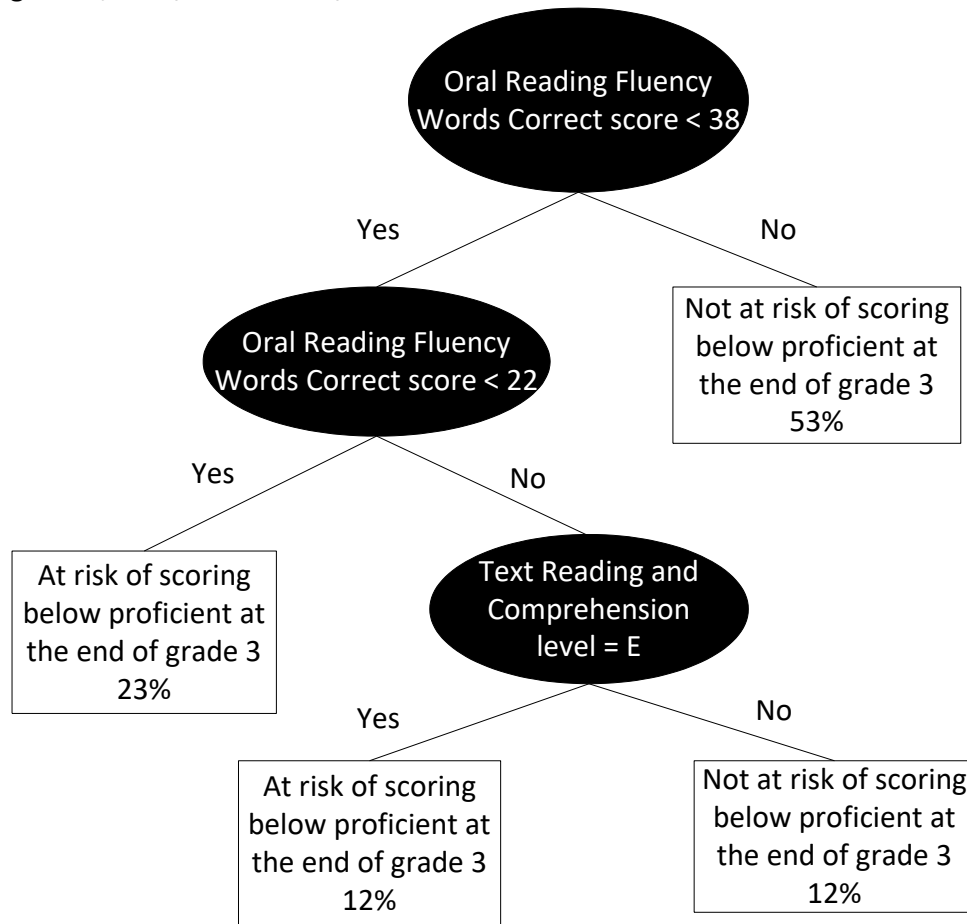 Oral Reading Fluency
Words Correct score < 38
Yes
No
Oral Reading Fluency
Words Correct score < 22
Not at risk of scoring
below proficient at
the end of grade 3
53%
Yes
No
At risk of scoring
below proficient at
the end of grade 3
23%
Text Reading and
Comprehension
level = E
Yes
No
At risk of scoring
below proficient at
the end of grade 3
12%
Not at risk of scoring
below proficient at
the end of grade 3
12%